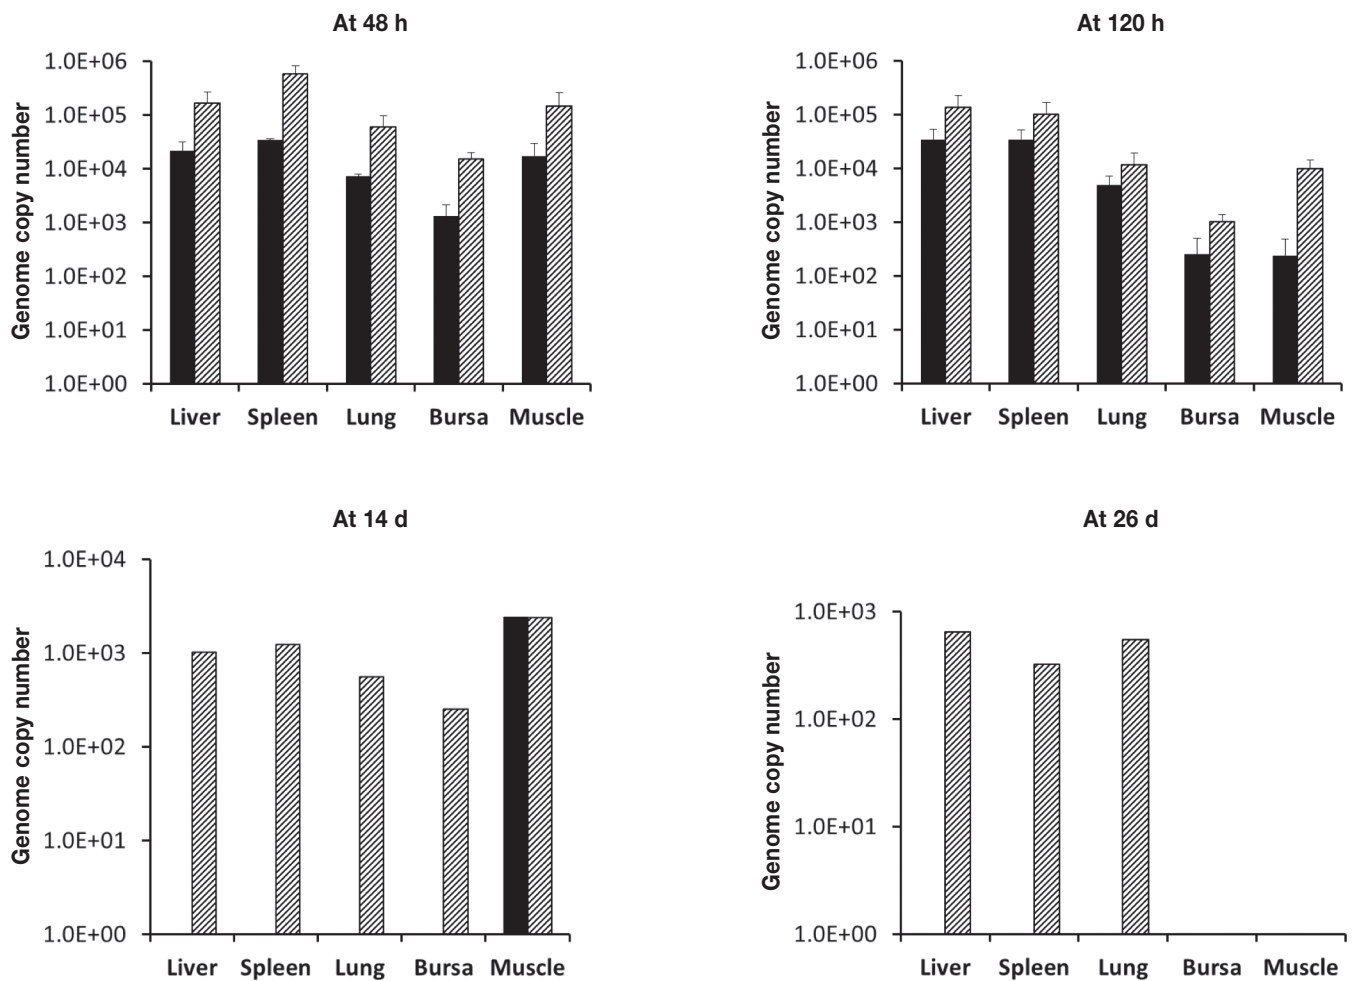 At 48 h
Genome copy number
1.0E+06
1.0E+05
1.0E+04
1.0E+03
1.0E+02
1.0E+01
1.0E+00
Liver Spleen Lung Bursa Muscle
At 120 h
Genome copy number
1.0E+06
1.0E+05
1.0E+04
1.0E+03
1.0E+02
1.0E+01
1.0E+00
Liver Spleen Lung Bursa Muscle
At 14 d
Genome copy number
1.0E+04
1.0E+03
1.0E+02
1.0E+01
1.0E+00
Liver Spleen Lung Bursa Muscle
At 26 d
Genome copy number
1.0E+03
1.0E+02
1.0E+01
1.0E+00
Liver Spleen Lung Bursa Muscle